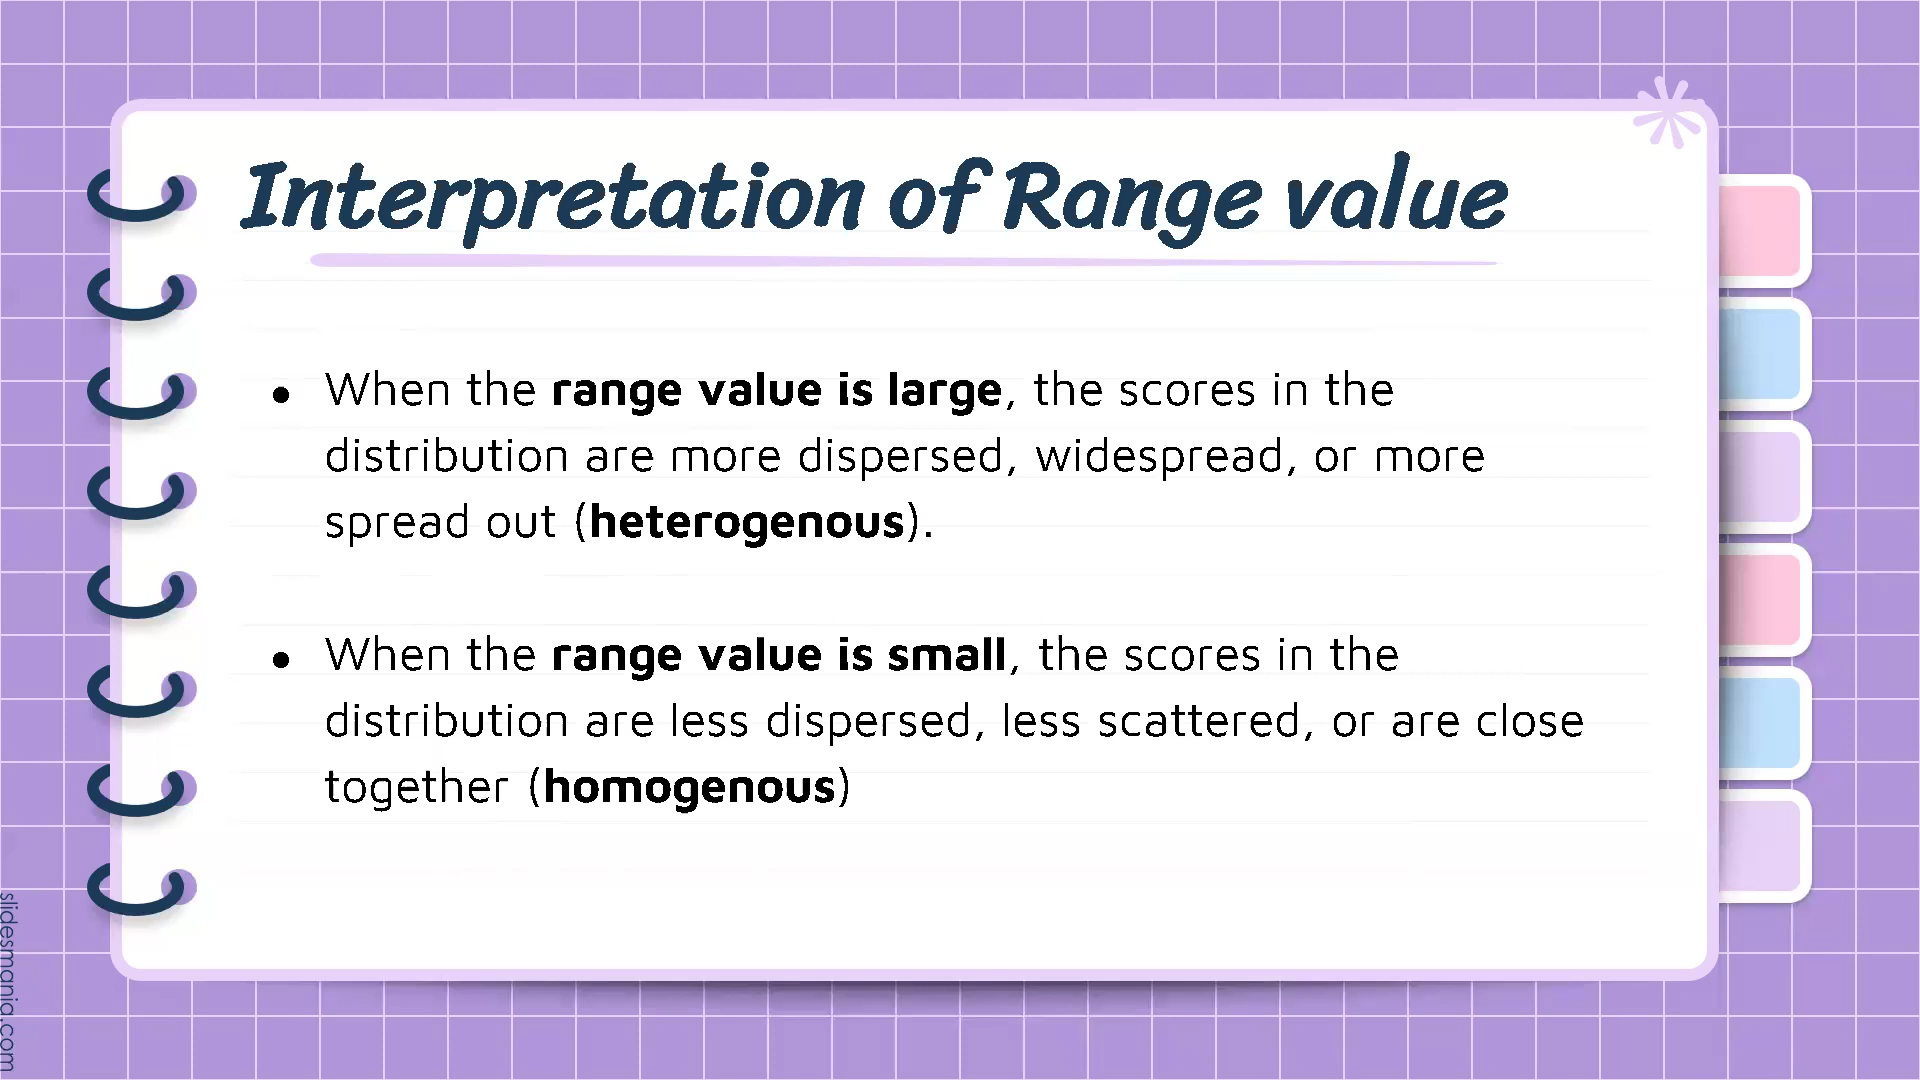 Interpretation of Range value
● When the range value is large, the scores in the
distribution are more dispersed, widespread, or more
spread out (heterogenous).
● When the range value is small, the scores in the
distribution are less dispersed, less scattered, or are close
together (homogenous)
slidesmania.com